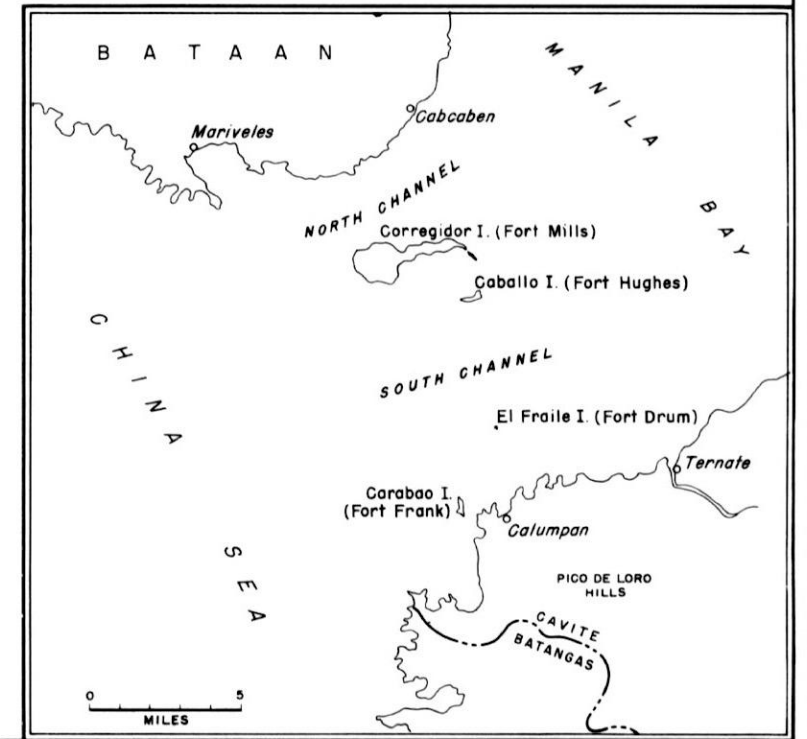 BATAAN
MANILA BAY
Cabcaben
Mariveles
NORTH CHANNEL
Corregidor I. (Fort Mills)
Caballo I. (Fort Hughes)
CHINA SEA
SOUTH CHANNEL
El Fraile I. (Fort Drum)
Ternate
Carabao I.
(Fort Frank)
Calumpan
PICO DE LORO
HILLS
CAVITE
BATANGAS
0 5
MILES